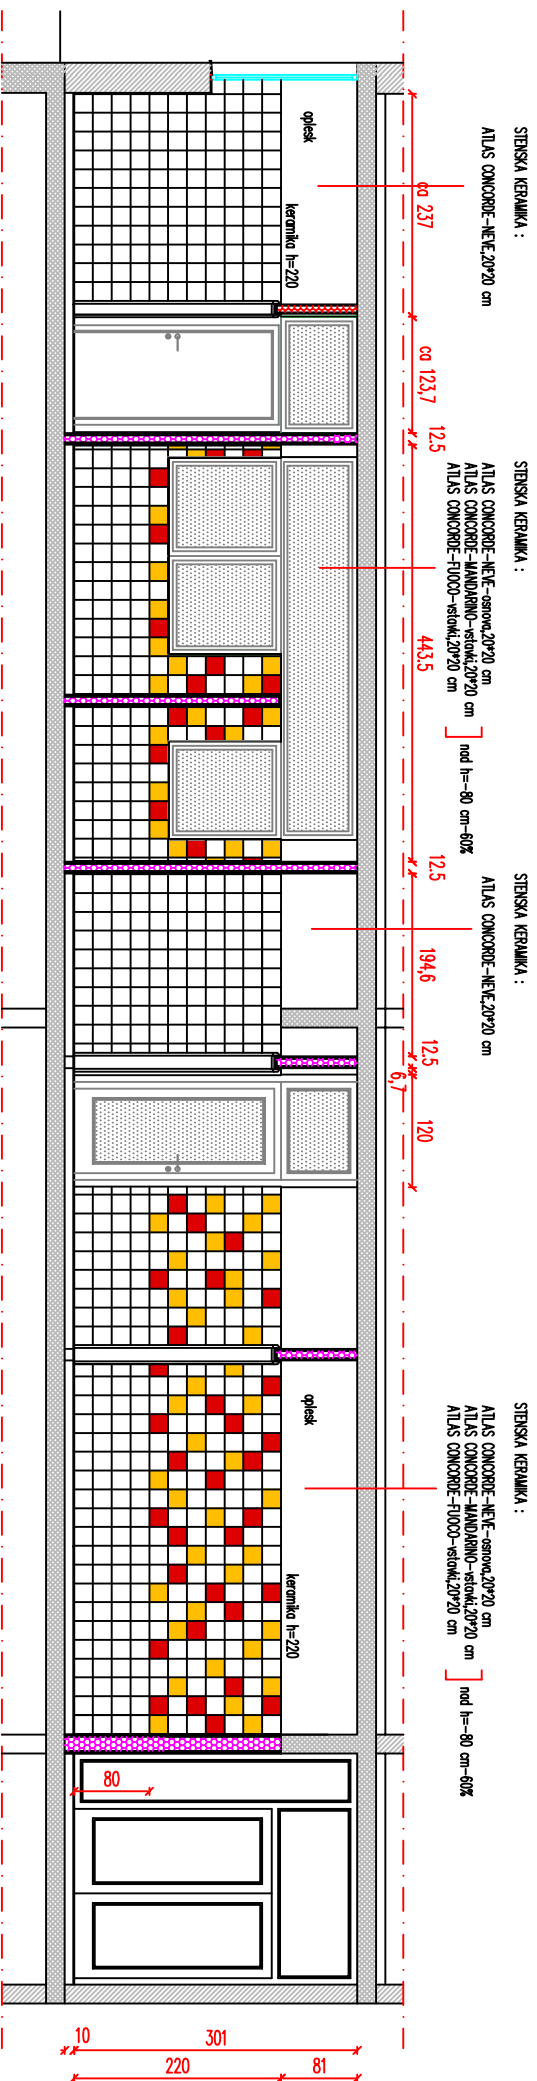 STENSKA KERAMIKA :
ATLAS CONCORDE-NEVE,20*20 cm
STENSKA KERAMIKA :
ATLAS CONCORDE-NEVE-osnova,20*20 cm
ATLAS CONCORDE-MANDARINO-vstavki,20*20 cm
ATLAS CONCORDE-FUOCO-vstavki,20*20 cm
nad h=-80 cm-60%
STENSKA KERAMIKA :
ATLAS CONCORDE-NEVE,20*20 cm
STENSKA KERAMIKA :
ATLAS CONCORDE-NEVE-osnova,20*20 cm
ATLAS CONCORDE-MANDARINO-vstavki,20*20 cm
ATLAS CONCORDE-FUOCO-vstavki,20*20 cm
nad h=-80 cm-60%
ca 237
ca 123,7
12.5
443.5
12.5
194,6
12.5
6,7
120
oplesk
keramika h=220
oplesk
keramika h=220
80
10
301
220
81